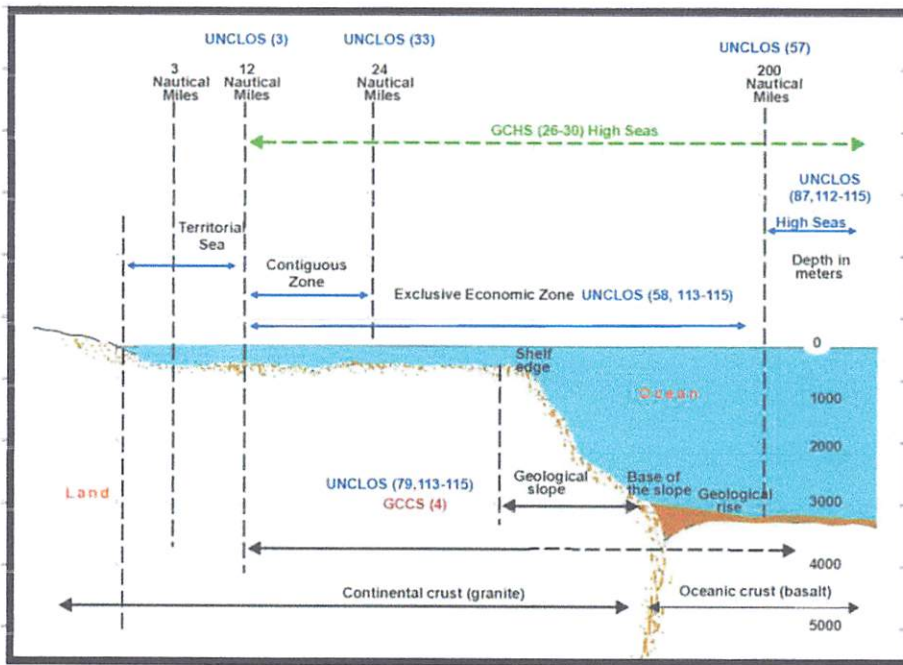 UNCLOS (3)
UNCLOS (33)
UNCLOS (57)
3
Nautical
Miles
12
Nautical
Miles
24
Nautical
Miles
200
Nautical
Miles
GCHS (26-30) High Seas
UNCLOS
(87,112-115)
High Seas
Territorial
Sea
Contiguous
Zone
Depth in
meters
Exclusive Economic Zone UNCLOS (58, 113-115)
0
Shelf
edge
Ocean
1000
2000
Land
UNCLOS (79,113-115)
GCCS (4)
Geological
slope
Base of
the slope
Geological
rise
3000
4000
Continental crust (granite)
Oceanic crust (basalt)
5000